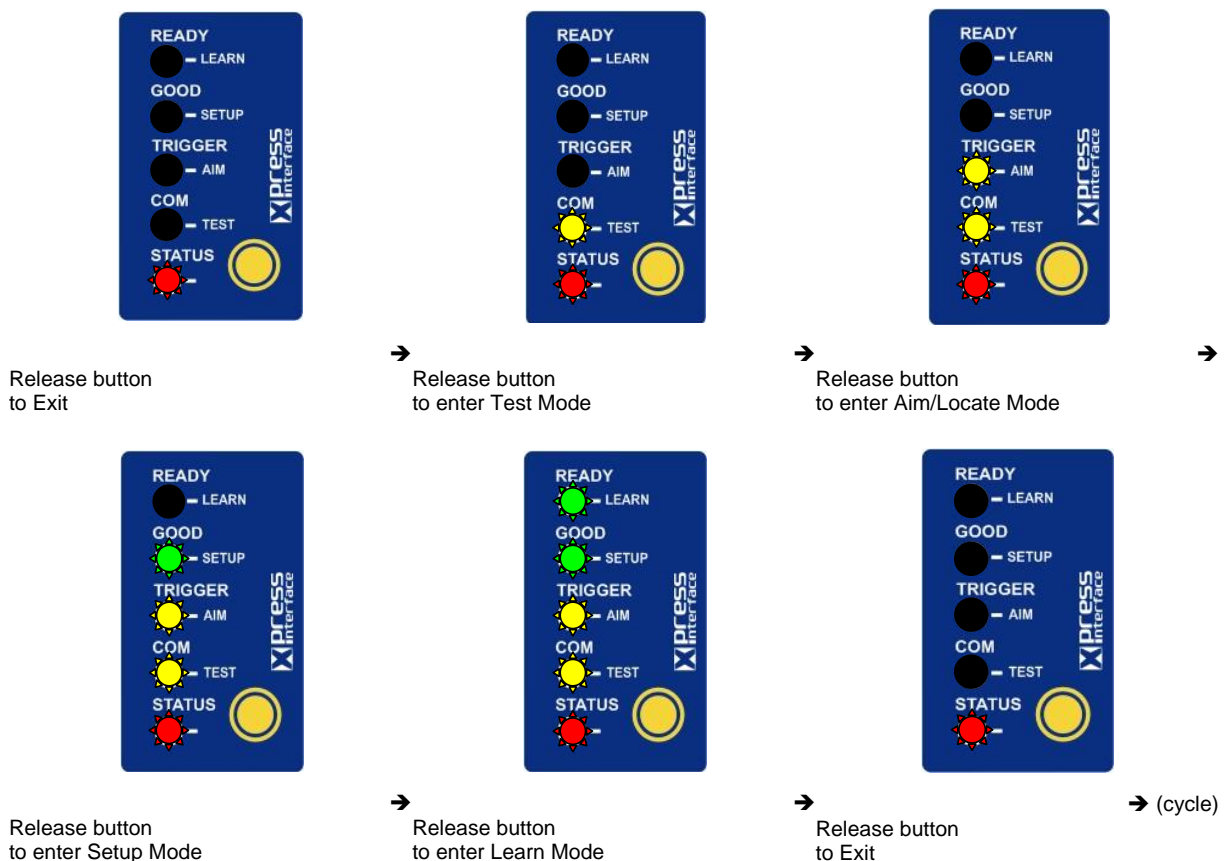 READY
LEARN
GOOD
SETUP
TRIGGER
AIM
COM
TEST
STATUS
Xpress
interface
➔
Release button
to Exit
READY
LEARN
GOOD
SETUP
TRIGGER
AIM
COM
TEST
STATUS
Xpress
interface
➔
Release button
to enter Test Mode
READY
LEARN
GOOD
SETUP
TRIGGER
AIM
COM
TEST
STATUS
Xpress
interface
➔
Release button
to enter Aim/Locate Mode
READY
LEARN
GOOD
SETUP
TRIGGER
AIM
COM
TEST
STATUS
Xpress
interface
➔
Release button
to enter Setup Mode
READY
LEARN
GOOD
SETUP
TRIGGER
AIM
COM
TEST
STATUS
Xpress
interface
➔
Release button
to enter Learn Mode
READY
LEARN
GOOD
SETUP
TRIGGER
AIM
COM
TEST
STATUS
Xpress
interface
➔ (cycle)
Release button
to Exit